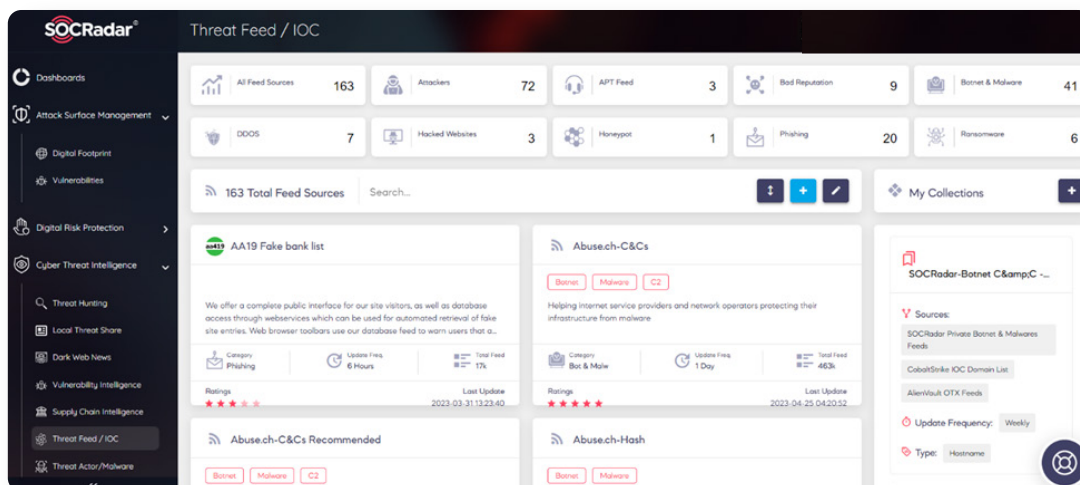 SOCRadar®
Threat Feed / IOC
Dashboards
Attack Surface Management
Digital Footprint
Vulnerabilities
Digital Risk Protection
Cyber Threat Intelligence
Threat Hunting
Local Threat Share
Dark Web News
Vulnerability Intelligence
Supply Chain Intelligence
Threat Feed / IOC
Threat Actor/Malware
All Feed Sources 163
Attackers 72
APT Feed 3
Bad Reputation 9
Botnet & Malware 41
DDOS 7
Hacked Websites 3
Honeypot 1
Phishing 20
Ransomware 6
163 Total Feed Sources
Search...
My Collections
aa419
AA19 Fake bank list
We offer a complete public interface for our site visitors, as well as database
access through webservices which can be used for automated retrieval of fake
site entries. Web browser toolbars use our database feed to warn users that a...
Category
Phishing
Update Freq.
6 Hours
Total Feed
17k
Ratings
Last Update
2023-03-31 13:23:40
Abuse.ch-C&Cs
Botnet
Malware
C2
Helping internet service providers and network operators protecting their
infrastructure from malware
Category
Bot & Malw
Update Freq.
1 Day
Total Feed
463k
Ratings
Last Update
2023-04-25 04:20:52
SOCRadar-Botnet C&amp;C -...
Sources:
SOCRadar Private Botnet & Malwares
Feeds
CobaltStrike IOC Domain List
AlienVault OTX Feeds
Update Frequency: Weekly
Type: Hostname
Abuse.ch-C&Cs Recommended
Botnet
Malware
C2
Abuse.ch-Hash
Botnet
Malware